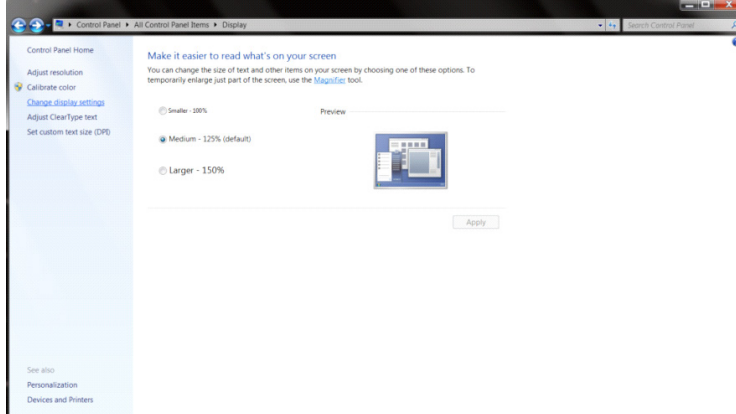 Control Panel ▸ All Control Panel Items ▸ Display
Search Control Panel
Control Panel Home
Adjust resolution
Calibrate color
Change display settings
Adjust ClearType text
Set custom text size (DPI)
Make it easier to read what's on your screen
You can change the size of text and other items on your screen by choosing one of these options. To
temporarily enlarge just part of the screen, use the Magnifier tool.
Smaller - 100%
Preview
Medium - 125% (default)
Larger - 150%
Apply
See also
Personalization
Devices and Printers